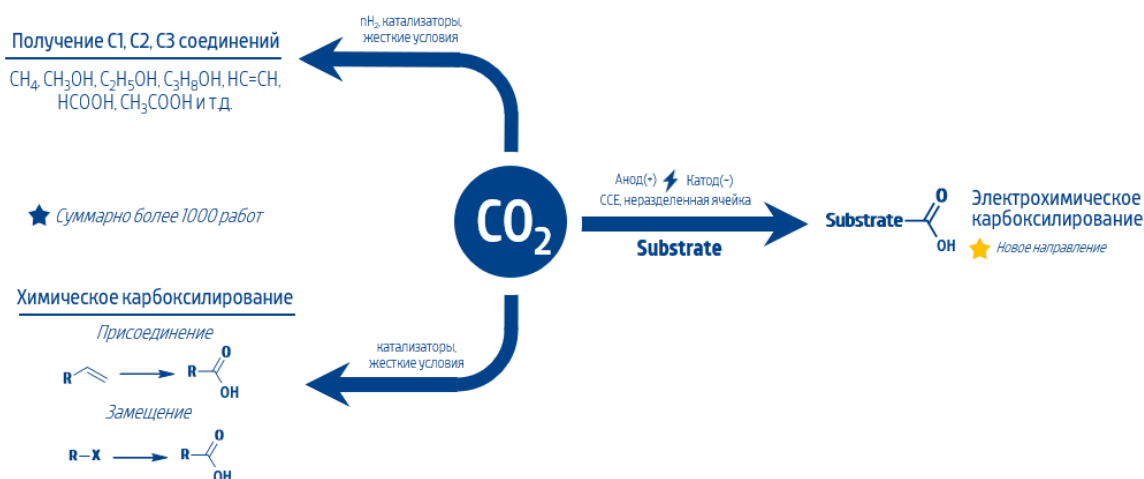 nH₂, катализаторы,
жесткие условия
Получение C1, C2, C3 соединений
CH₄, CH₃OH, C₂H₅OH, C₃H₈OH, HC=CH,
HCOOH, CH₃COOH и т.д.
Суммарно более 1000 работ
CO₂
Анод(+) Катод(−)
CCE, неразделенная ячейка
Substrate
Substrate
O
OH
Электрохимическое
карбоксилирование
Новое направление
Химическое карбоксилирование
Присоединение
R
R
O
OH
Замещение
R–X
R
O
OH
катализаторы,
жесткие условия